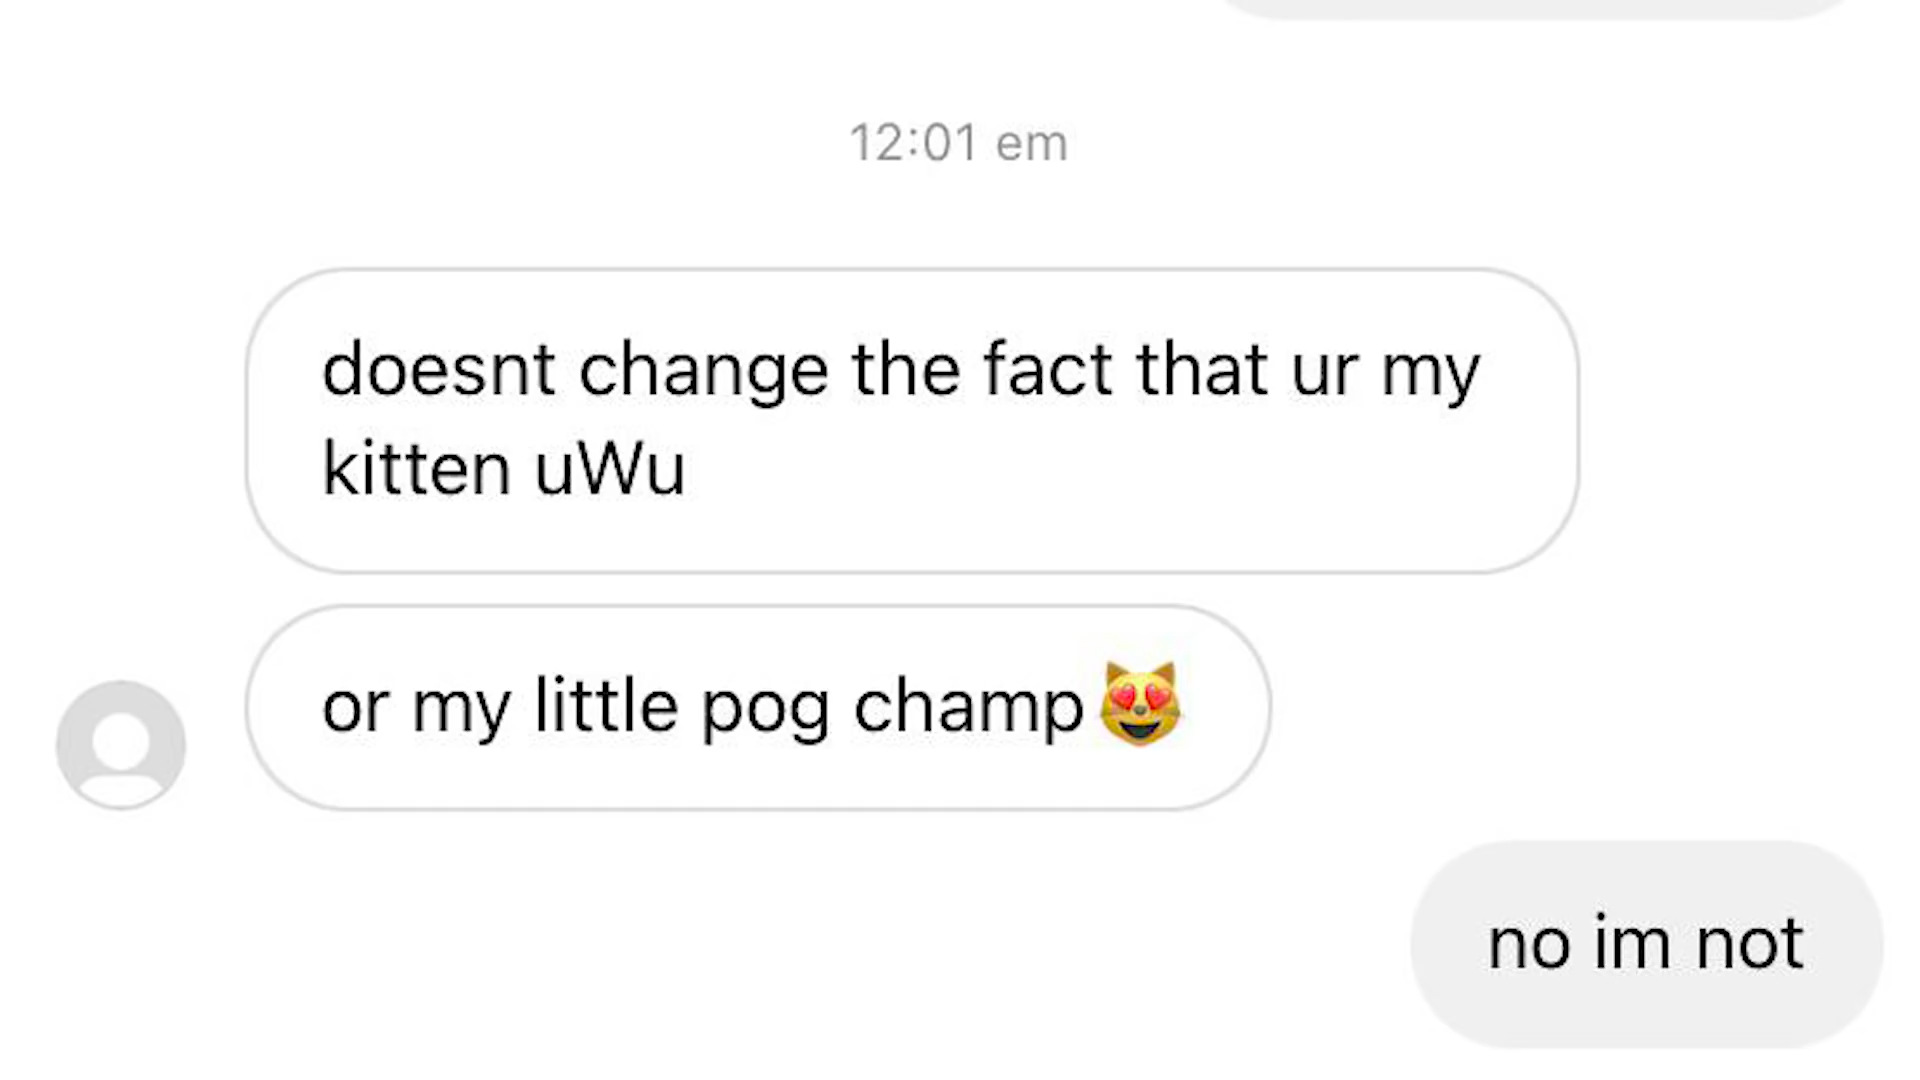 12:01 em
doesnt change the fact that ur my
kitten uWu
or my little pog champ😻
no im not